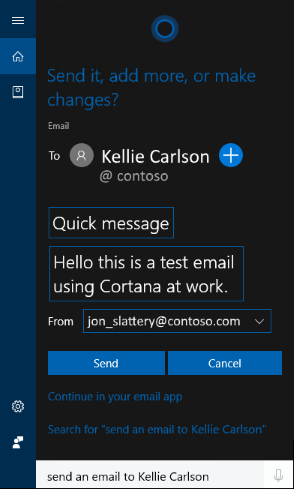 Send it, add more, or make
changes?
Email
To Kellie Carlson
@ contoso
Quick message
Hello this is a test email
using Cortana at work.
From jon_slattery@contoso.com
Send Cancel
Continue in your email app
Search for "send an email to Kellie Carlson"
send an email to Kellie Carlson